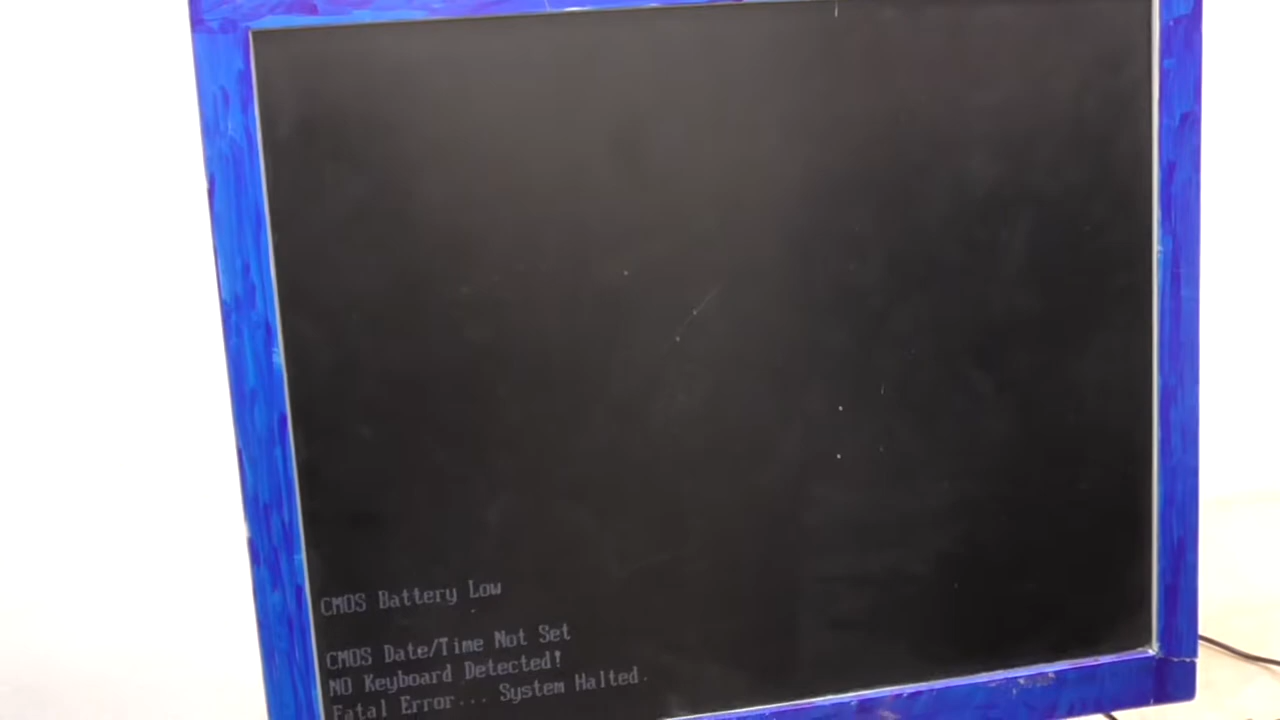 CMOS Battery Low
CMOS Date/Time Not Set
NO Keyboard Detected!
Fatal Error... System Halted.